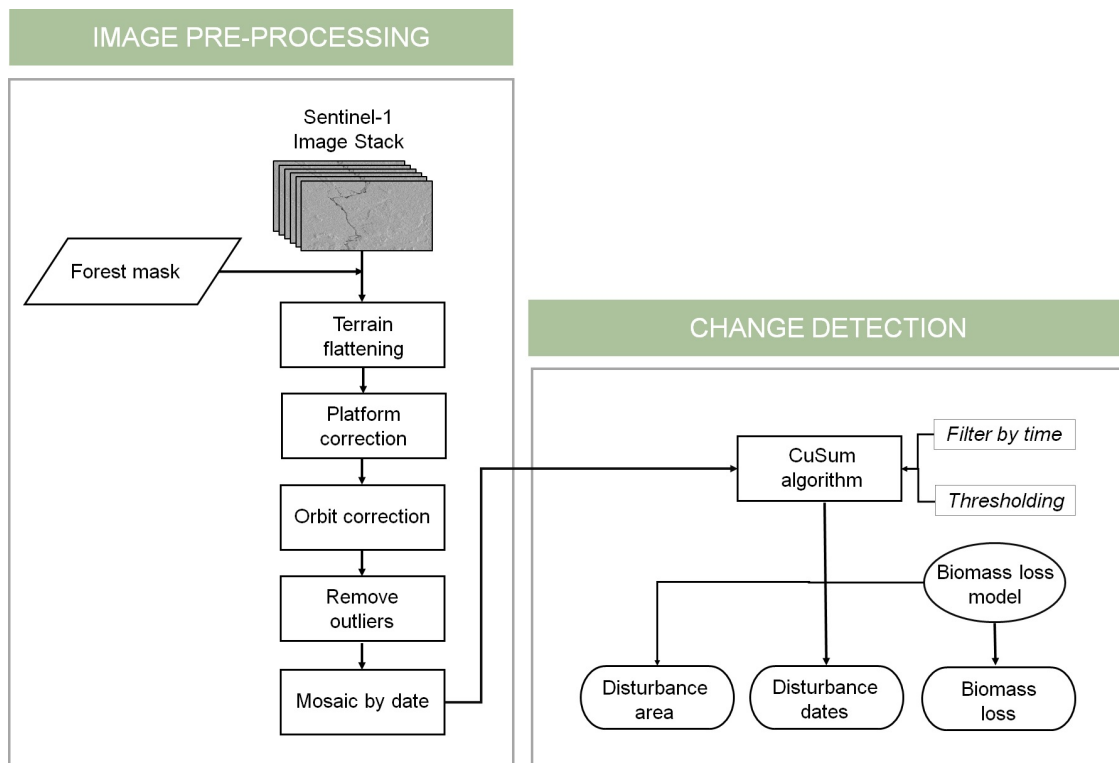 IMAGE PRE-PROCESSING
Sentinel-1
Image Stack
Forest mask
Terrain
flattening
Platform
correction
Orbit correction
Remove
outliers
Mosaic by date
CHANGE DETECTION
CuSum
algorithm
Filter by time
Thresholding
Biomass loss
model
Disturbance
area
Disturbance
dates
Biomass
loss